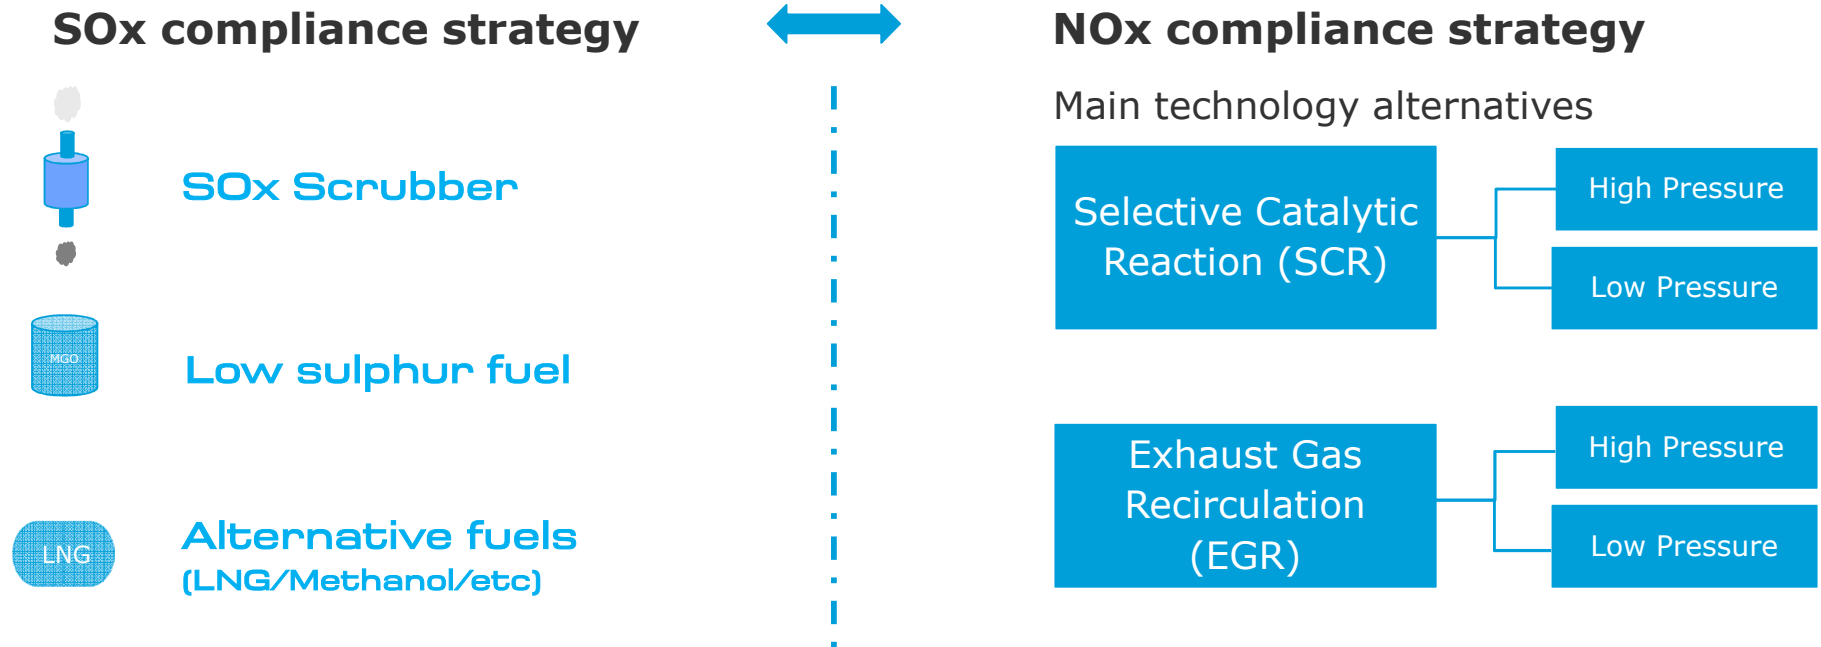 SOx compliance strategy
SOx Scrubber
MGO
Low sulphur fuel
LNG
Alternative fuels
(LNG/Methanol/etc)
NOx compliance strategy
Main technology alternatives
Selective Catalytic
Reaction (SCR)
High Pressure
Low Pressure
Exhaust Gas
Recirculation
(EGR)
High Pressure
Low Pressure